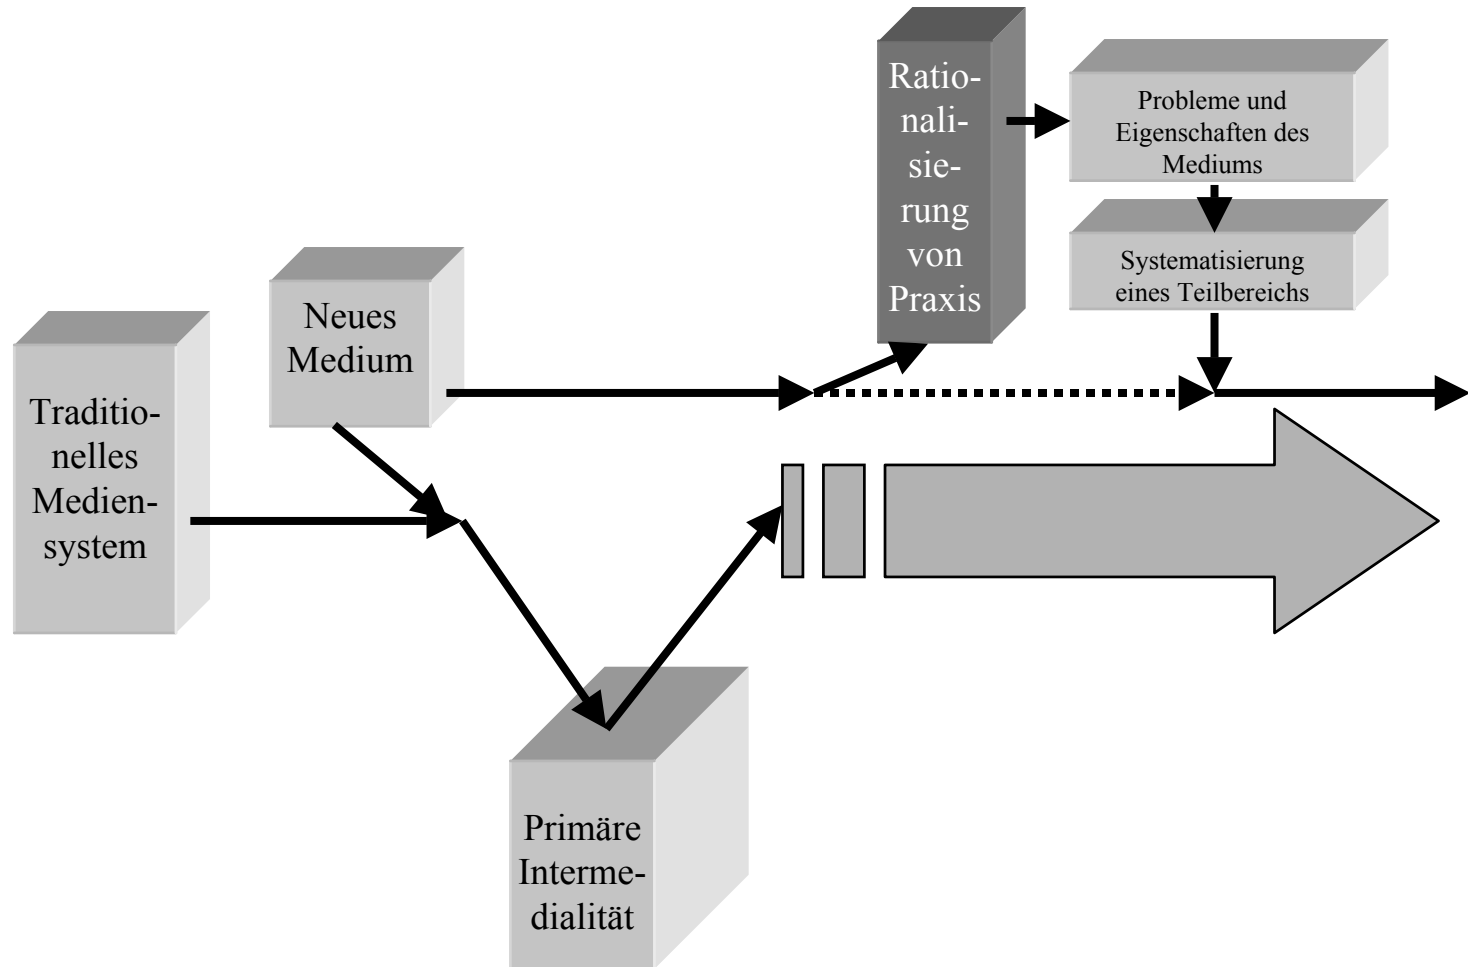 Traditio-
nelles
Medien-
system
Neues
Medium
Primäre
Interme-
dialität
Ratio-
nali-
sie-
rung
von
Praxis
Probleme und
Eigenschaften des
Mediums
Systematisierung
eines Teilbereichs